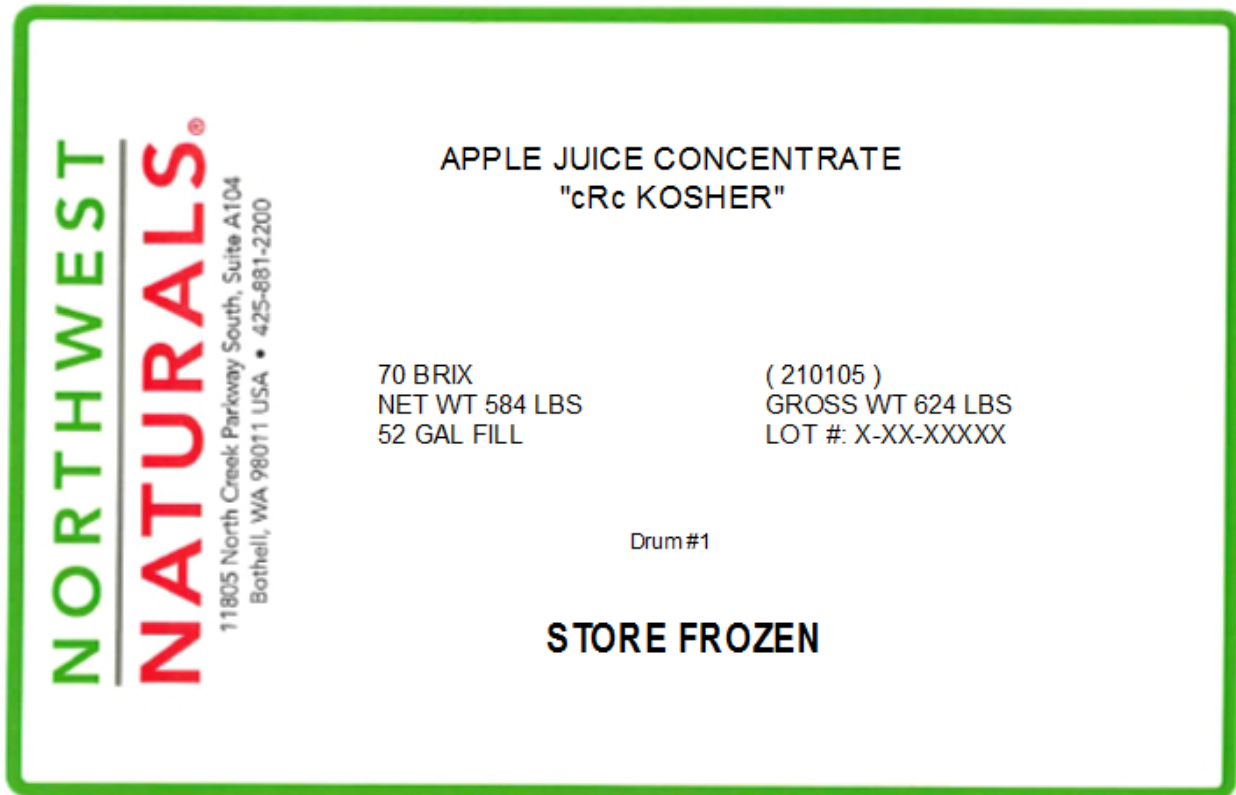 NORTHWEST
NATURALS®
11805 North Creek Parkway South, Suite A104
Bothell, WA 98011 USA • 425-881-2200
APPLE JUICE CONCENTRATE
"cRc KOSHER"
70 BRIX
NET WT 584 LBS
52 GAL FILL
( 210105 )
GROSS WT 624 LBS
LOT #: X-XX-XXXXX
Drum #1
STORE FROZEN